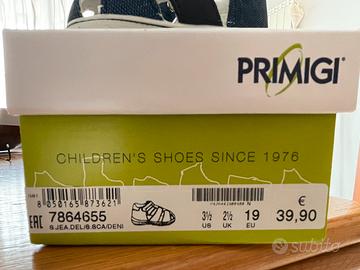 PRIMIGI®
CHILDREN'S SHOES SINCE 1976
8 050165 873621
EAC 7864655
S.JEA.DEL/S.SCA/DENI
3½ 2½ 19 € 39,90
US UK EU
subito